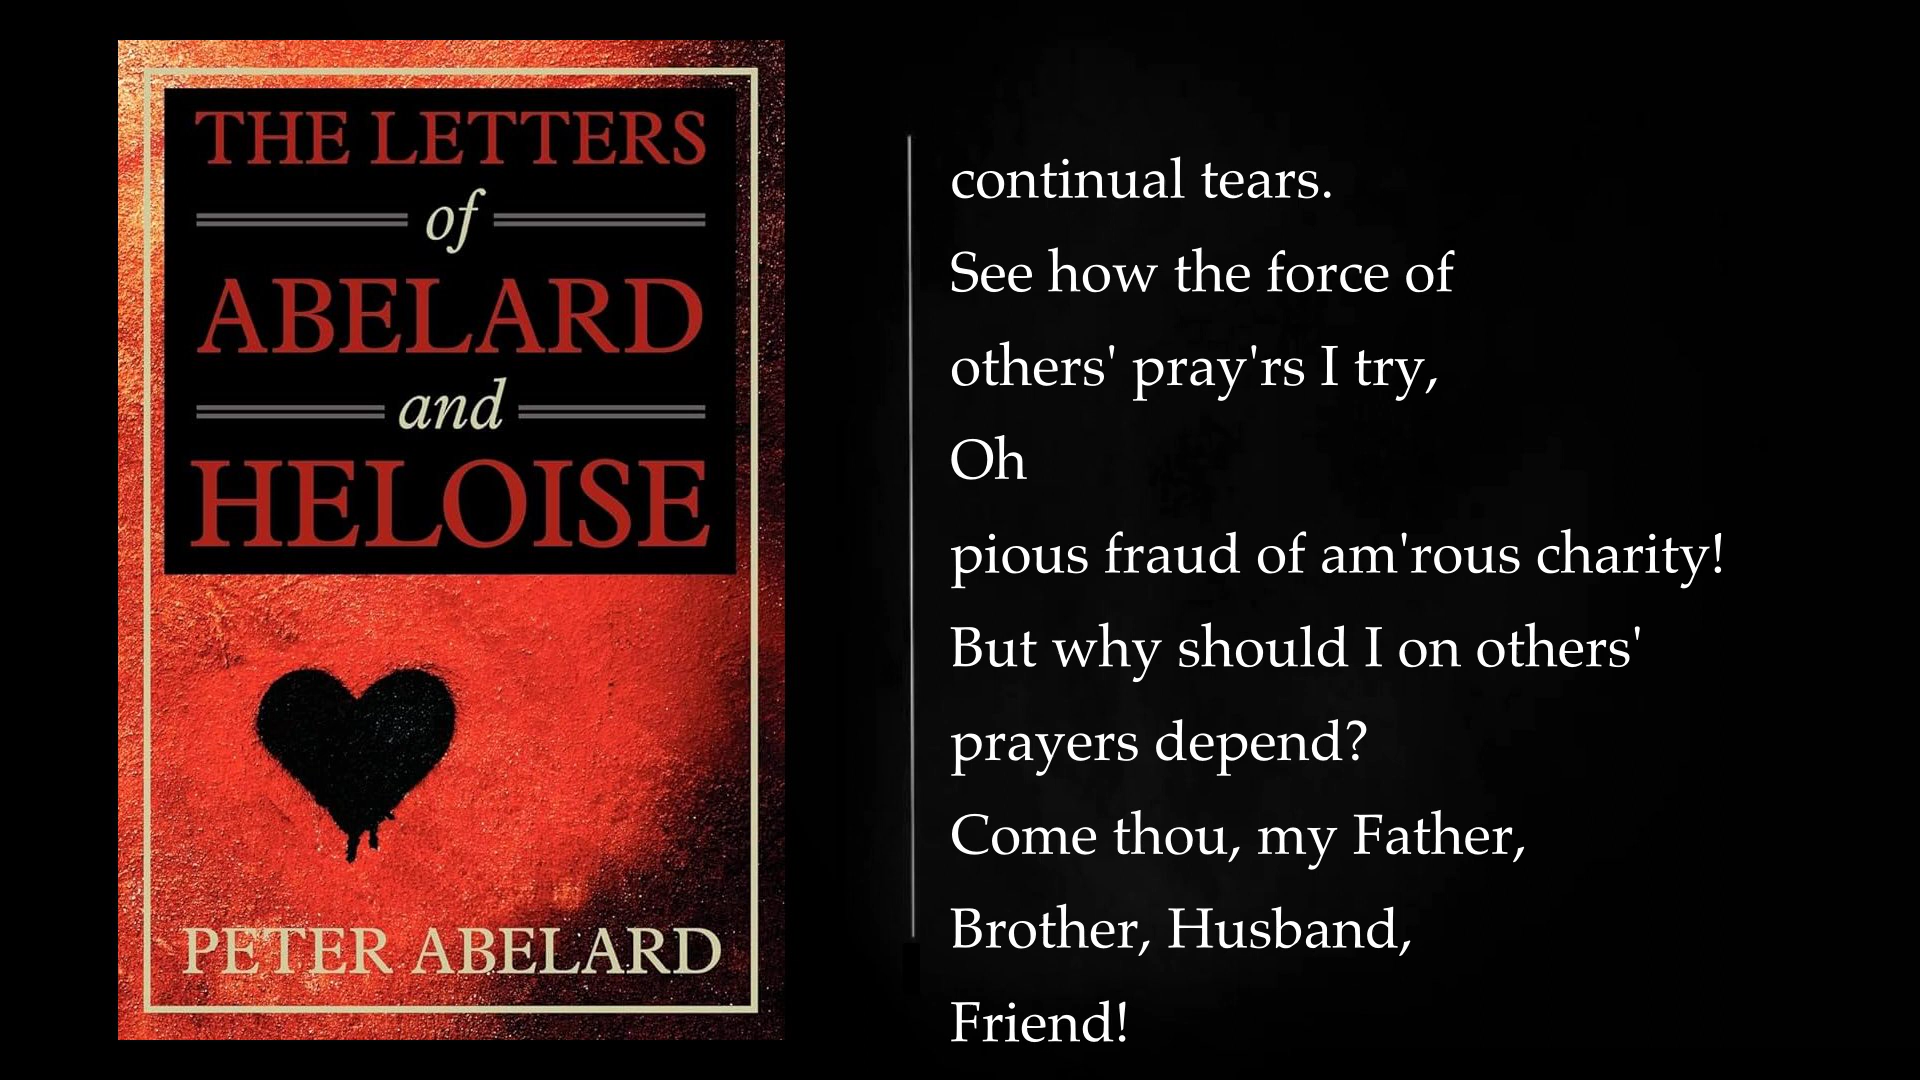 THE LETTERS
of
ABELARD
and
HELOISE
PETER ABELARD
continual tears.
See how the force of
others' pray'rs I try,
Oh
pious fraud of am'rous charity!
But why should I on others'
prayers depend?
Come thou, my Father,
Brother, Husband,
Friend!